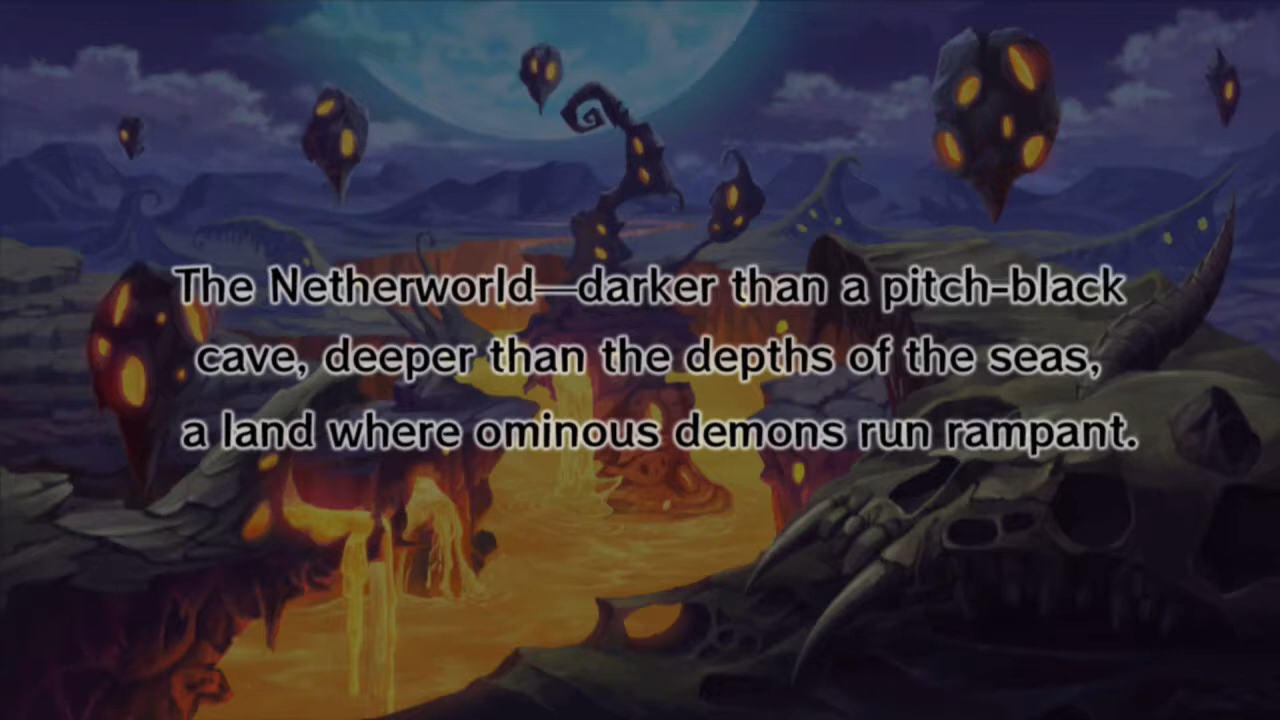 The Netherworld—darker than a pitch-black
cave, deeper than the depths of the seas,
a land where ominous demons run rampant.